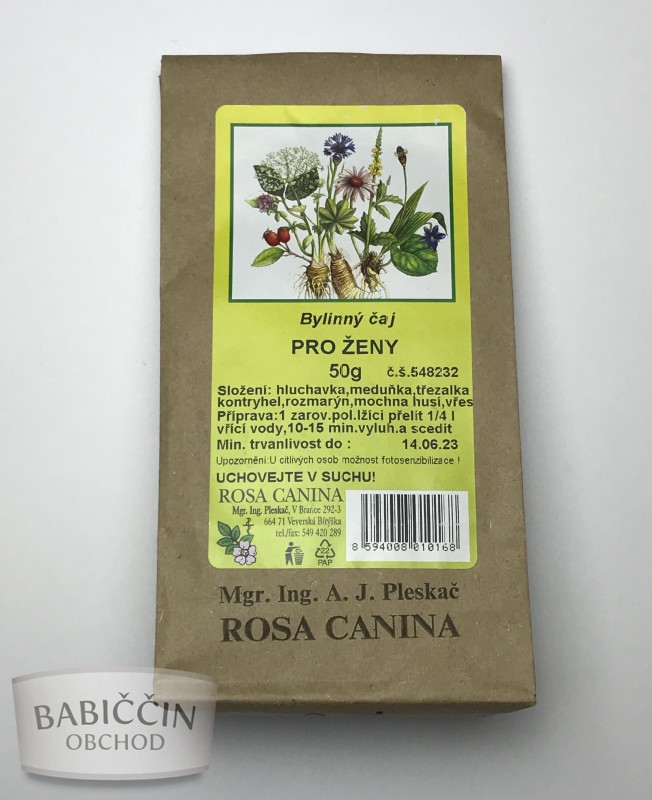 Bylinný čaj
PRO ŽENY
50g č.š.548232
Složení: hluchavka,meduňka,třezalka
kontryhel,rozmarýn,mochna husí,vřes
Příprava:1 zarov.pol.lžíci přelít 1/4 l
vřící vody,10-15 min.vyluh.a scedit
Min. trvanlivost do : 14.06.23
Upozornění:U citlivých osob možnost fotosenzibilizace !
UCHOVEJTE V SUCHU!
ROSA CANINA
Mgr. Ing. Pleskač, V Brance 292-3
664 71 Veverská Bítýška
tel./fax: 549 420 289
22
PAP
8 594008 010168
Mgr. Ing. A. J. Pleskač
ROSA CANINA
BABIČČIN
OBCHOD